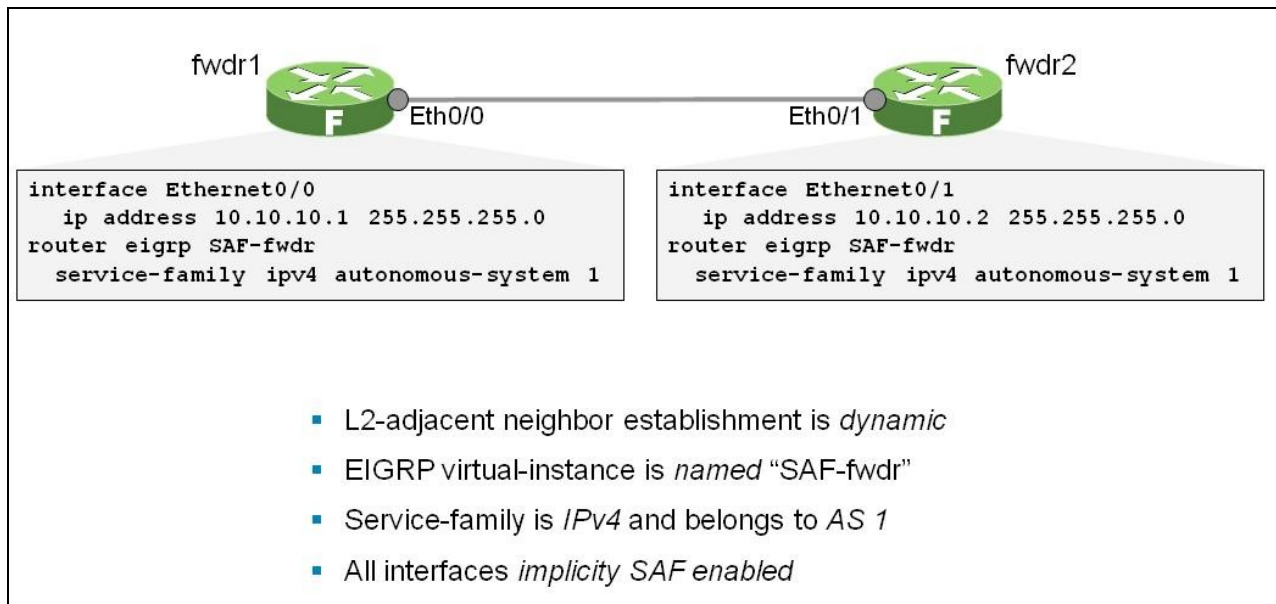 fwdr1
fwdr2
F
Eth0/0
Eth0/1
F
interface Ethernet0/0
ip address 10.10.10.1 255.255.255.0
router eigrp SAF-fwdr
service-family ipv4 autonomous-system 1
interface Ethernet0/1
ip address 10.10.10.2 255.255.255.0
router eigrp SAF-fwdr
service-family ipv4 autonomous-system 1
L2-adjacent neighbor establishment is dynamic
EIGRP virtual-instance is named “SAF-fwdr”
Service-family is IPv4 and belongs to AS 1
All interfaces implicity SAF enabled